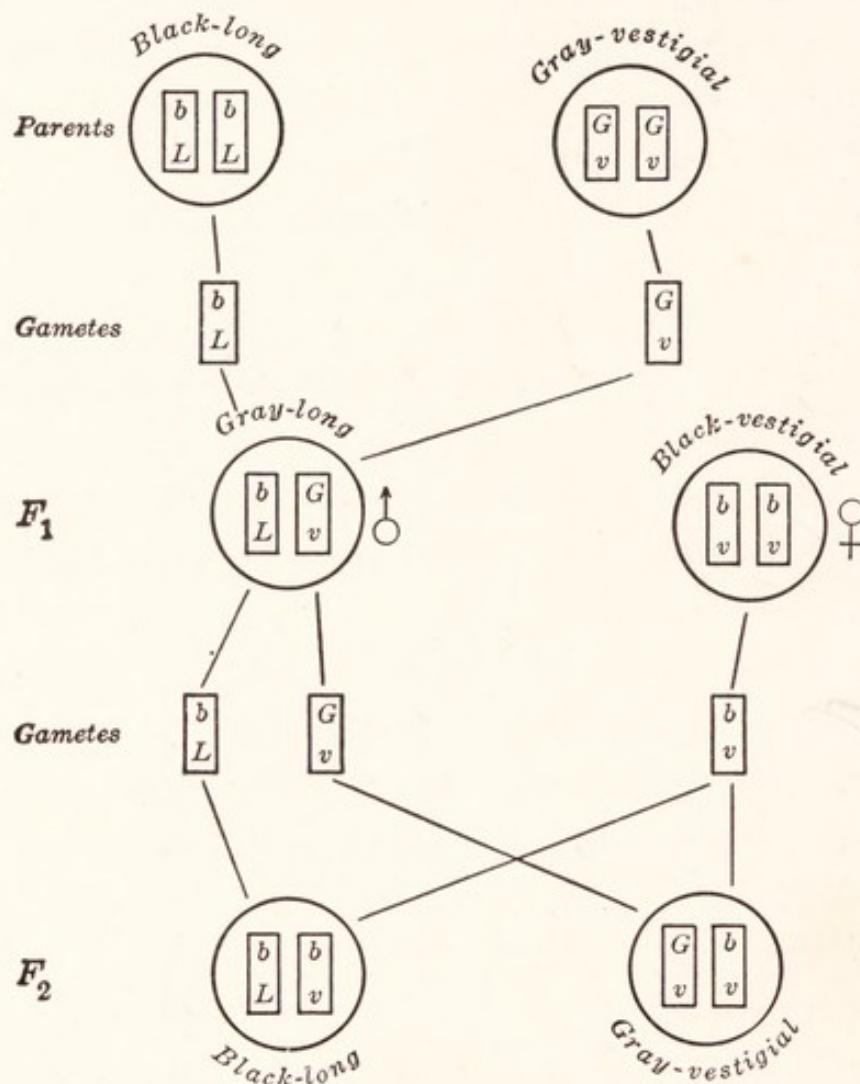 Black-long
Gray-vestigial
Parents
b b
L L
G G
v v
Gametes
b
L
G
v
Gray-long
Black-vestigial
F₁
b G
L v
b b
v v
Gametes
b
L
G
v
b
v
F₂
b b
L v
G b
v v
Black-long
Gray-vestigial